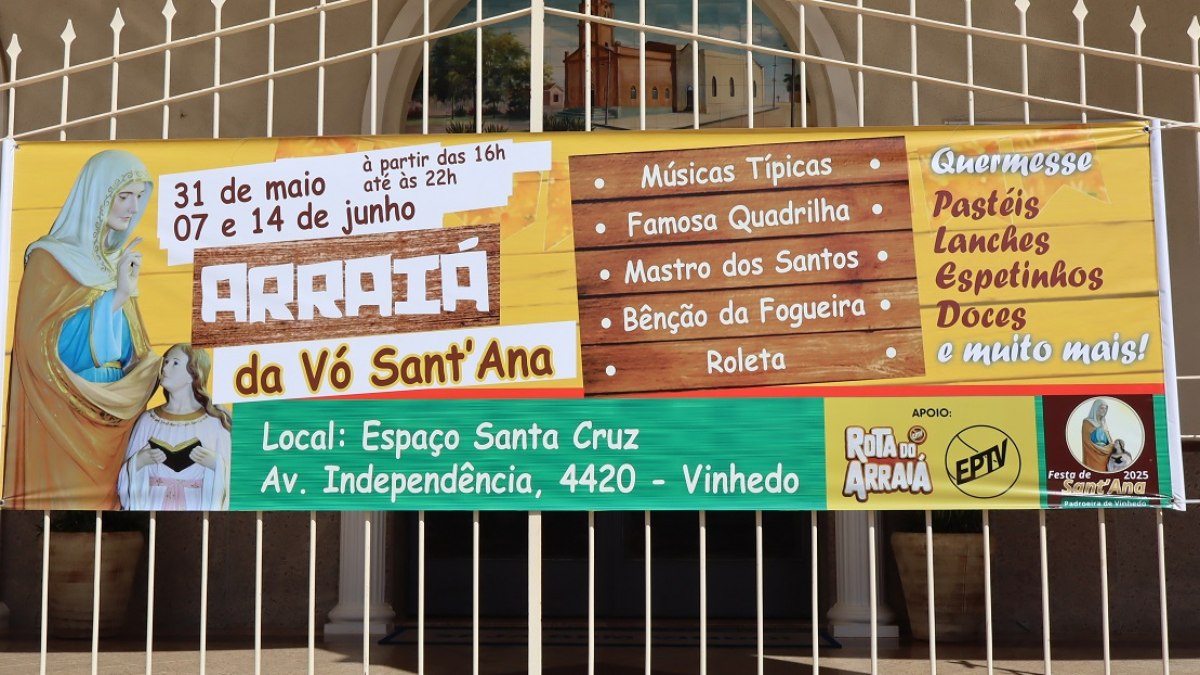 31 de maio
07 e 14 de junho
à partir das 16h
até às 22h
ARRAIÁ
da Vó Sant'Ana
Músicas Típicas
Famosa Quadrilha
Mastro dos Santos
Bênção da Fogueira
Roleta
Quermesse
Pastéis
Lanches
Espetinhos
Doces
e muito mais!
Local: Espaço Santa Cruz
Av. Independência, 4420 - Vinhedo
APOIO:
ROTA DO
ARRAIÁ
EPTV
Festa de 2025
Sant'Ana
Padroeira de Vinhedo